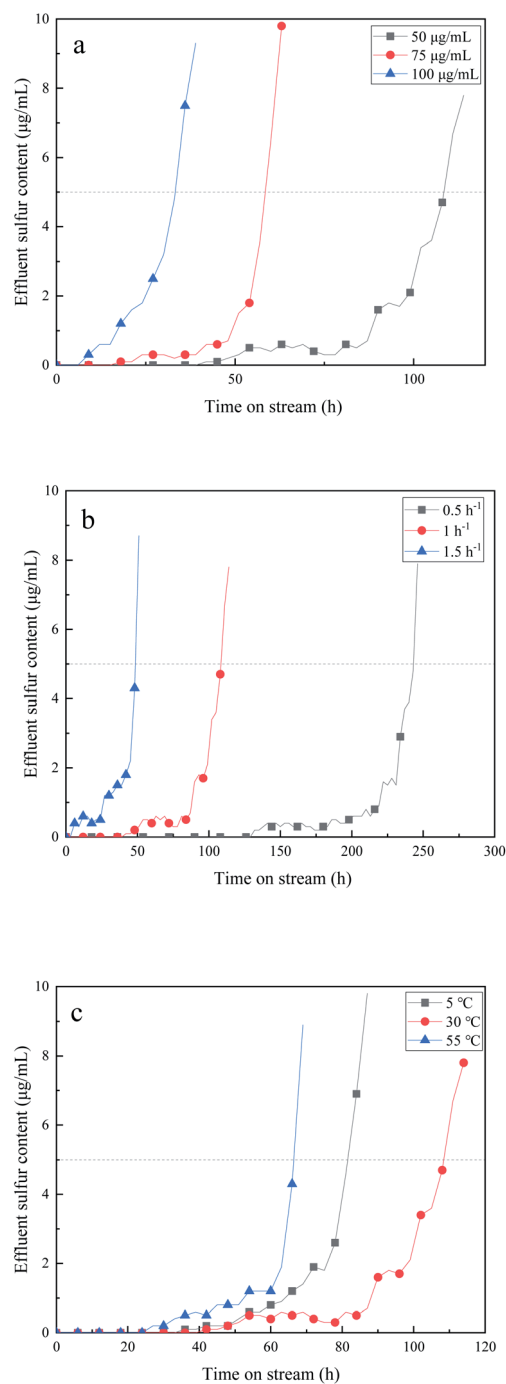 a
50 μg/mL
75 μg/mL
100 μg/mL
10
8
6
4
2
0
0
50
100
Effluent sulfur content (μg/mL)
Time on stream (h)
b
0.5 h⁻¹
1 h⁻¹
1.5 h⁻¹
10
8
6
4
2
0
0
50
100
150
200
250
300
Effluent sulfur content (μg/mL)
Time on stream (h)
c
5 ℃
30 ℃
55 ℃
10
8
6
4
2
0
0
20
40
60
80
100
120
Effluent sulfur content (μg/mL)
Time on stream (h)